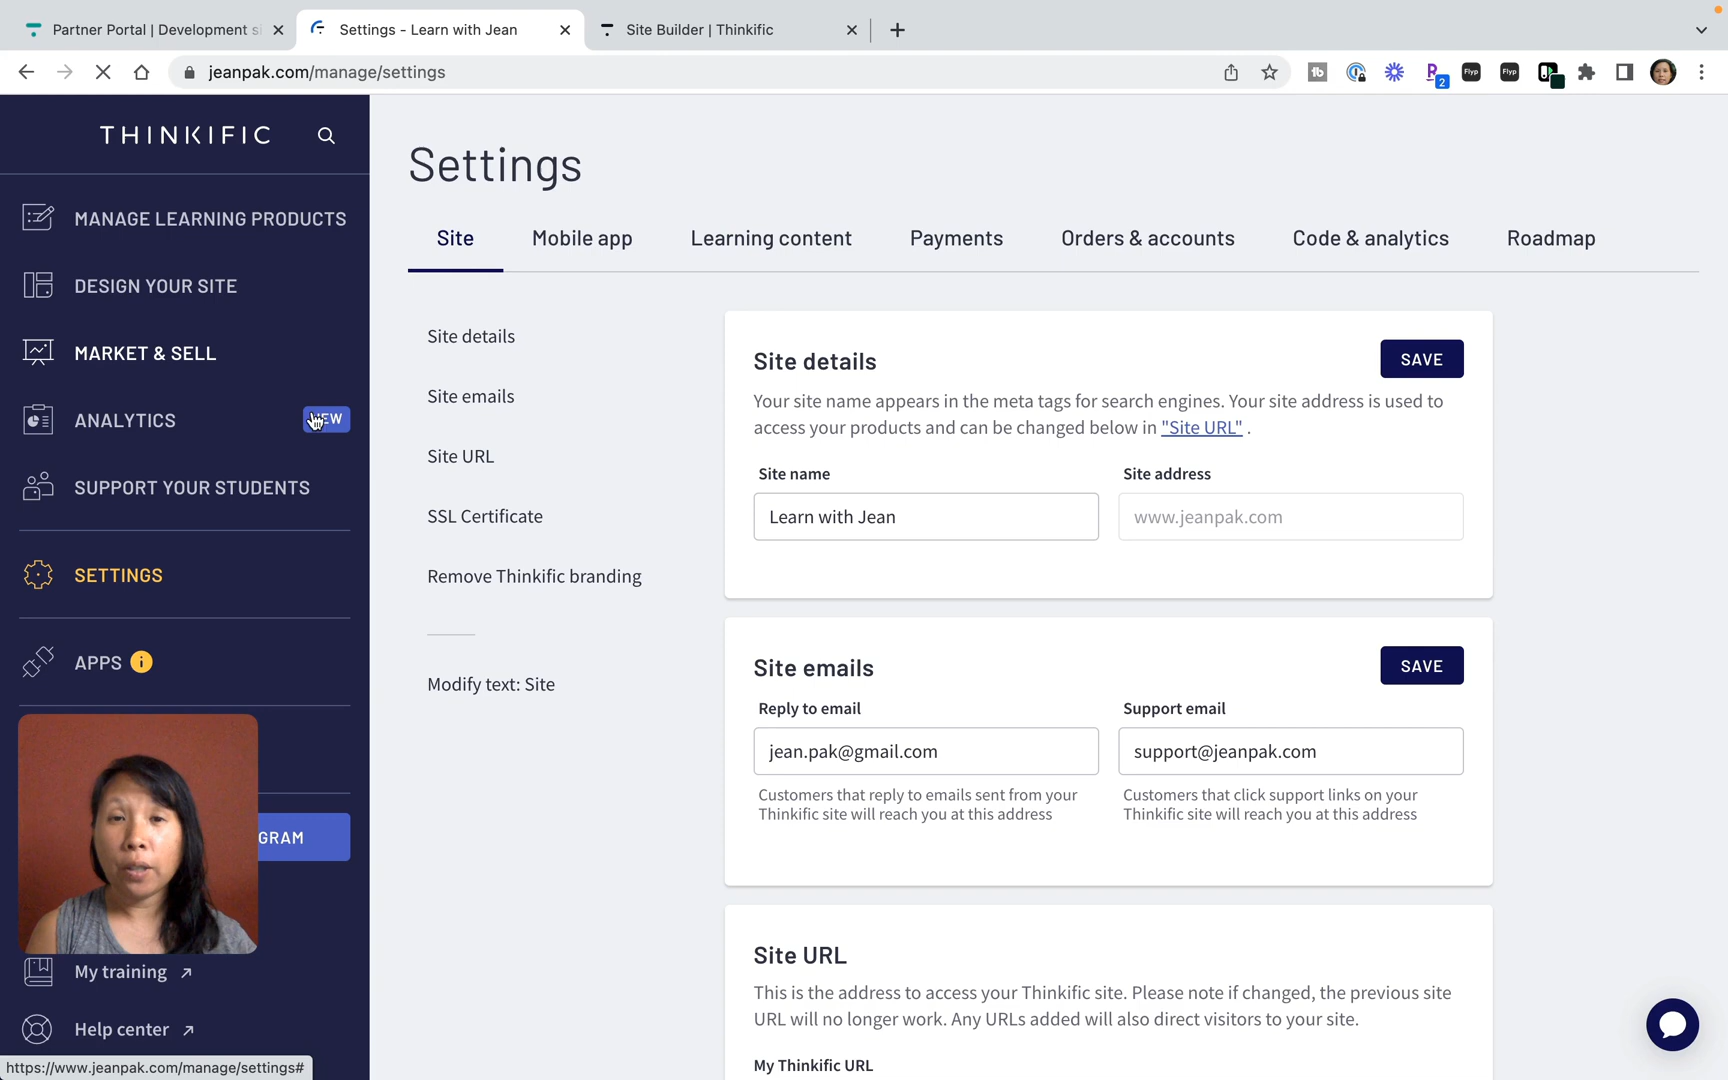 Partner Portal | Development si
Settings - Learn with Jean
Site Builder | Thinkific
jeanpak.com/manage/settings
2
Flyp
Flyp
THINKIFIC
MANAGE LEARNING PRODUCTS
DESIGN YOUR SITE
MARKET & SELL
ANALYTICS
SUPPORT YOUR STUDENTS
SETTINGS
APPS
GRAM
My training
Help center
https://www.jeanpak.com/manage/settings#
Settings
Site
Mobile app
Learning content
Payments
Orders & accounts
Code & analytics
Roadmap
Site details
Site emails
Site URL
SSL Certificate
Remove Thinkific branding
Modify text: Site
Site details
SAVE
Your site name appears in the meta tags for search engines. Your site address is used to
access your products and can be changed below in "Site URL" .
Site name
Site address
Learn with Jean
www.jeanpak.com
Site emails
SAVE
Reply to email
Support email
jean.pak@gmail.com
support@jeanpak.com
Customers that reply to emails sent from your
Thinkific site will reach you at this address
Customers that click support links on your
Thinkific site will reach you at this address
Site URL
This is the address to access your Thinkific site. Please note if changed, the previous site
URL will no longer work. Any URLs added will also direct visitors to your site.
My Thinkific URL